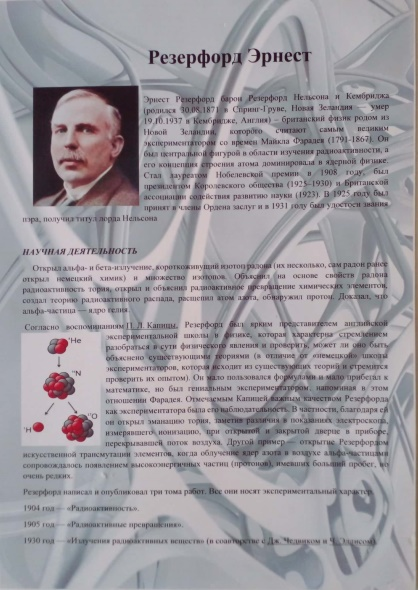 Резерфорд Эрнест
Эрнест Резерфорд барон Резерфорд Нельсона и Кембриджа
(родился 30.08.1871 в Спринг-Груве, Новая Зеландия — умер
19.10.1937 в Кембридже, Англия) – британский физик родом из
Новой Зеландии, которого считают самым великим
экспериментатором со времен Майкла Фарадея (1791-1867). Он
был центральной фигурой в области изучения радиоактивности, а
его концепция строения атома доминировала в ядерной физике.
Стал лауреатом Нобелевской премии в 1908 году, был
президентом Королевского общества (1925–1930) и Британской
ассоциации содействия развитию науки (1923). В 1925 году был
принят в члены Ордена заслуг и в 1931 году был удостоен звания
пэра, получил титул лорда Нельсона
НАУЧНАЯ ДЕЯТЕЛЬНОСТЬ
Открыл альфа- и бета-излучение, короткоживущий изотоп радона (их несколько, сам радон ранее
открыл немецкий химик) и множество изотопов. Объяснил на основе свойств радона
радиоактивность тория, открыл и объяснил радиоактивное превращение химических элементов,
создал теорию радиоактивного распада, расщепил атом азота, обнаружил протон. Доказал, что
альфа-частица — ядро гелия.
Согласно воспоминаниям П. Л. Капицы, Резерфорд был ярким представителем английской
экспериментальной школы в физике, которая характерна стремлением
разобраться в сути физического явления и проверить, может ли оно быть
объяснено существующими теориями (в отличие от «немецкой» школы
экспериментаторов, которая исходит из существующих теорий и стремится
проверить их опытом). Он мало пользовался формулами и мало прибегал к
математике, но был гениальным экспериментатором, напоминая в этом
отношении Фарадея. Отмечаемым Капицей важным качеством Резерфорда
как экспериментатора была его наблюдательность. В частности, благодаря ей
он открыл эманацию тория, заметив различия в показаниях электроскопа,
измерявшего ионизацию, при открытой и закрытой дверце в приборе,
перекрывавшей поток воздуха. Другой пример — открытие Резерфордом
искусственной трансмутации элементов, когда облучение ядер азота в воздухе альфа-частицами
сопровождалось появлением высокоэнергичных частиц (протонов), имевших больший пробег, но
очень редких.
⁴He
¹⁴N
¹⁷O
¹H
Резерфорд написал и опубликовал три тома работ. Все они носят экспериментальный характер.
1904 год — «Радиоактивность».
1905 год — «Радиоактивные превращения».
1930 год — «Излучения радиоактивных веществ» (в соавторстве с Дж. Чедвиком и Ч. Эллисом).